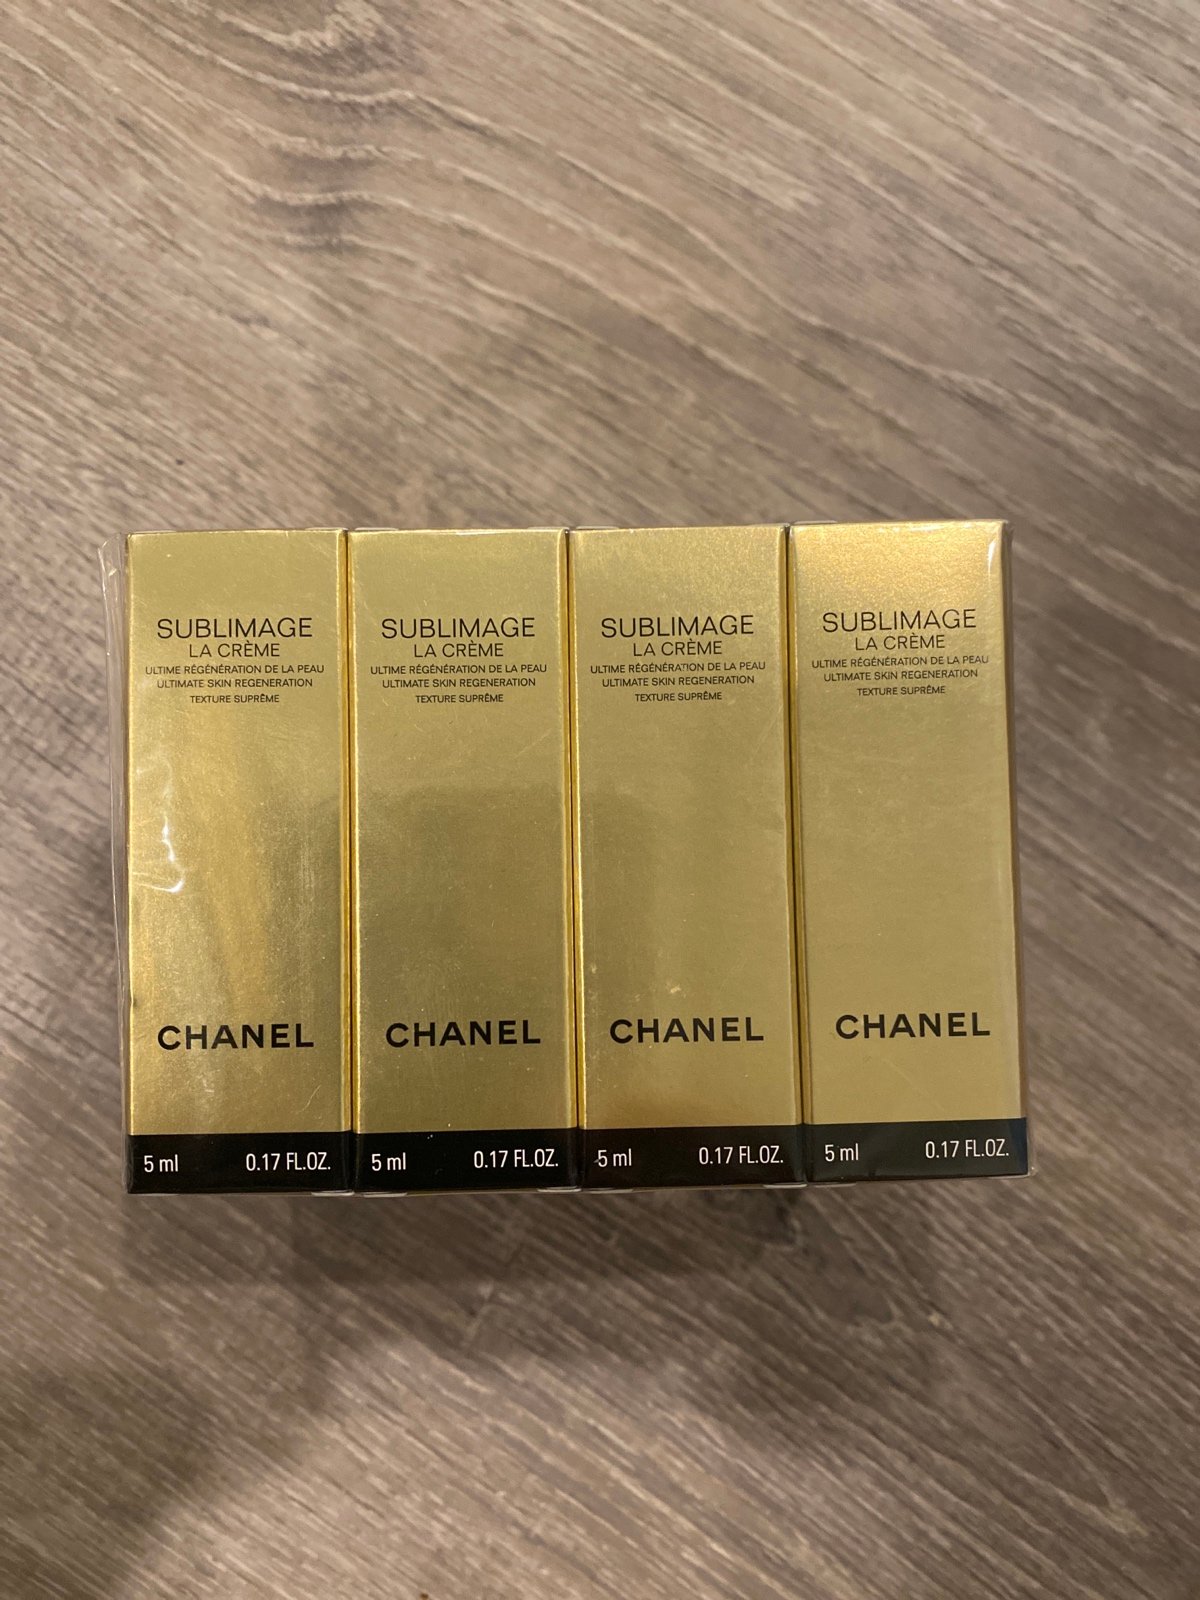 SUBLIMAGE
LA CRÈME
ULTIME RÉGÉNÉRATION DE LA PEAU
ULTIMATE SKIN REGENERATION
TEXTURE SUPRÊME
CHANEL
5 ml 0.17 FL.OZ.
SUBLIMAGE
LA CRÈME
ULTIME RÉGÉNÉRATION DE LA PEAU
ULTIMATE SKIN REGENERATION
TEXTURE SUPRÊME
CHANEL
5 ml 0.17 FL.OZ.
SUBLIMAGE
LA CRÈME
ULTIME RÉGÉNÉRATION DE LA PEAU
ULTIMATE SKIN REGENERATION
TEXTURE SUPRÊME
CHANEL
5 ml 0.17 FL.OZ.
SUBLIMAGE
LA CRÈME
ULTIME RÉGÉNÉRATION DE LA PEAU
ULTIMATE SKIN REGENERATION
TEXTURE SUPRÊME
CHANEL
5 ml 0.17 FL.OZ.